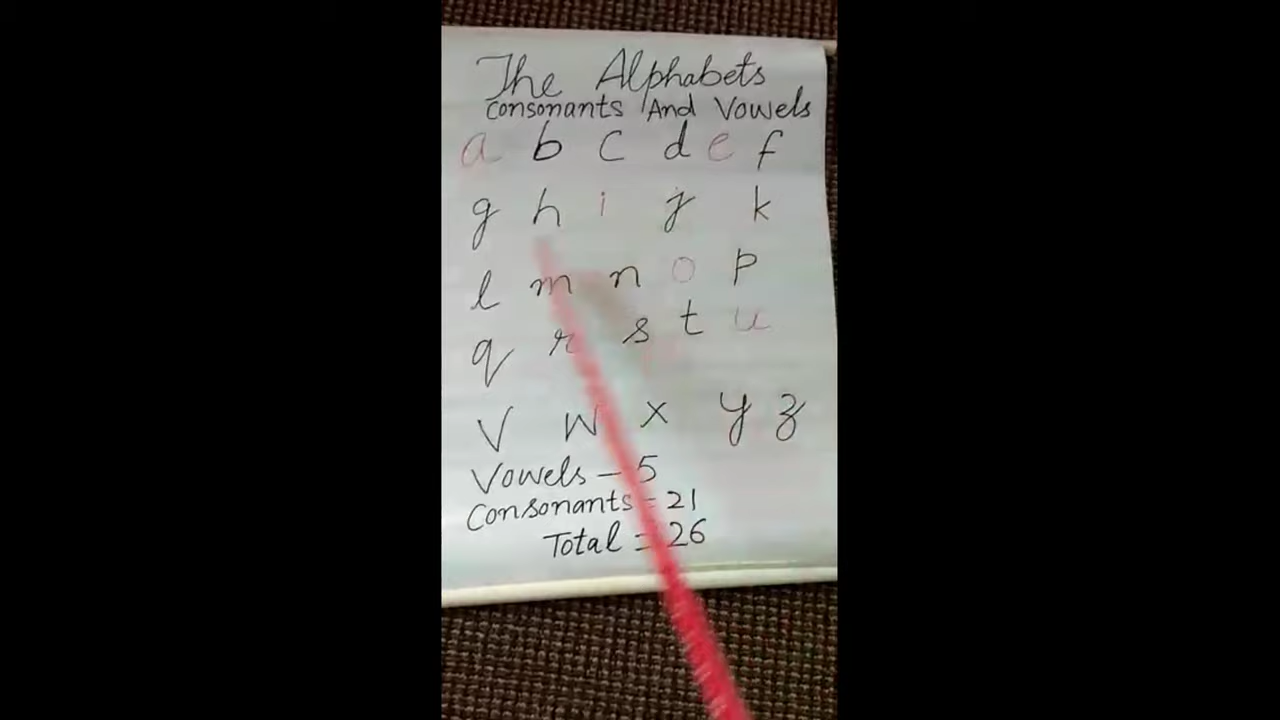 The Alphabets
Consonants And Vowels
a b c d e f
g h i j k
l m n o p
q r s t u
v w x y z
Vowels - 5
Consonants = 21
Total = 26